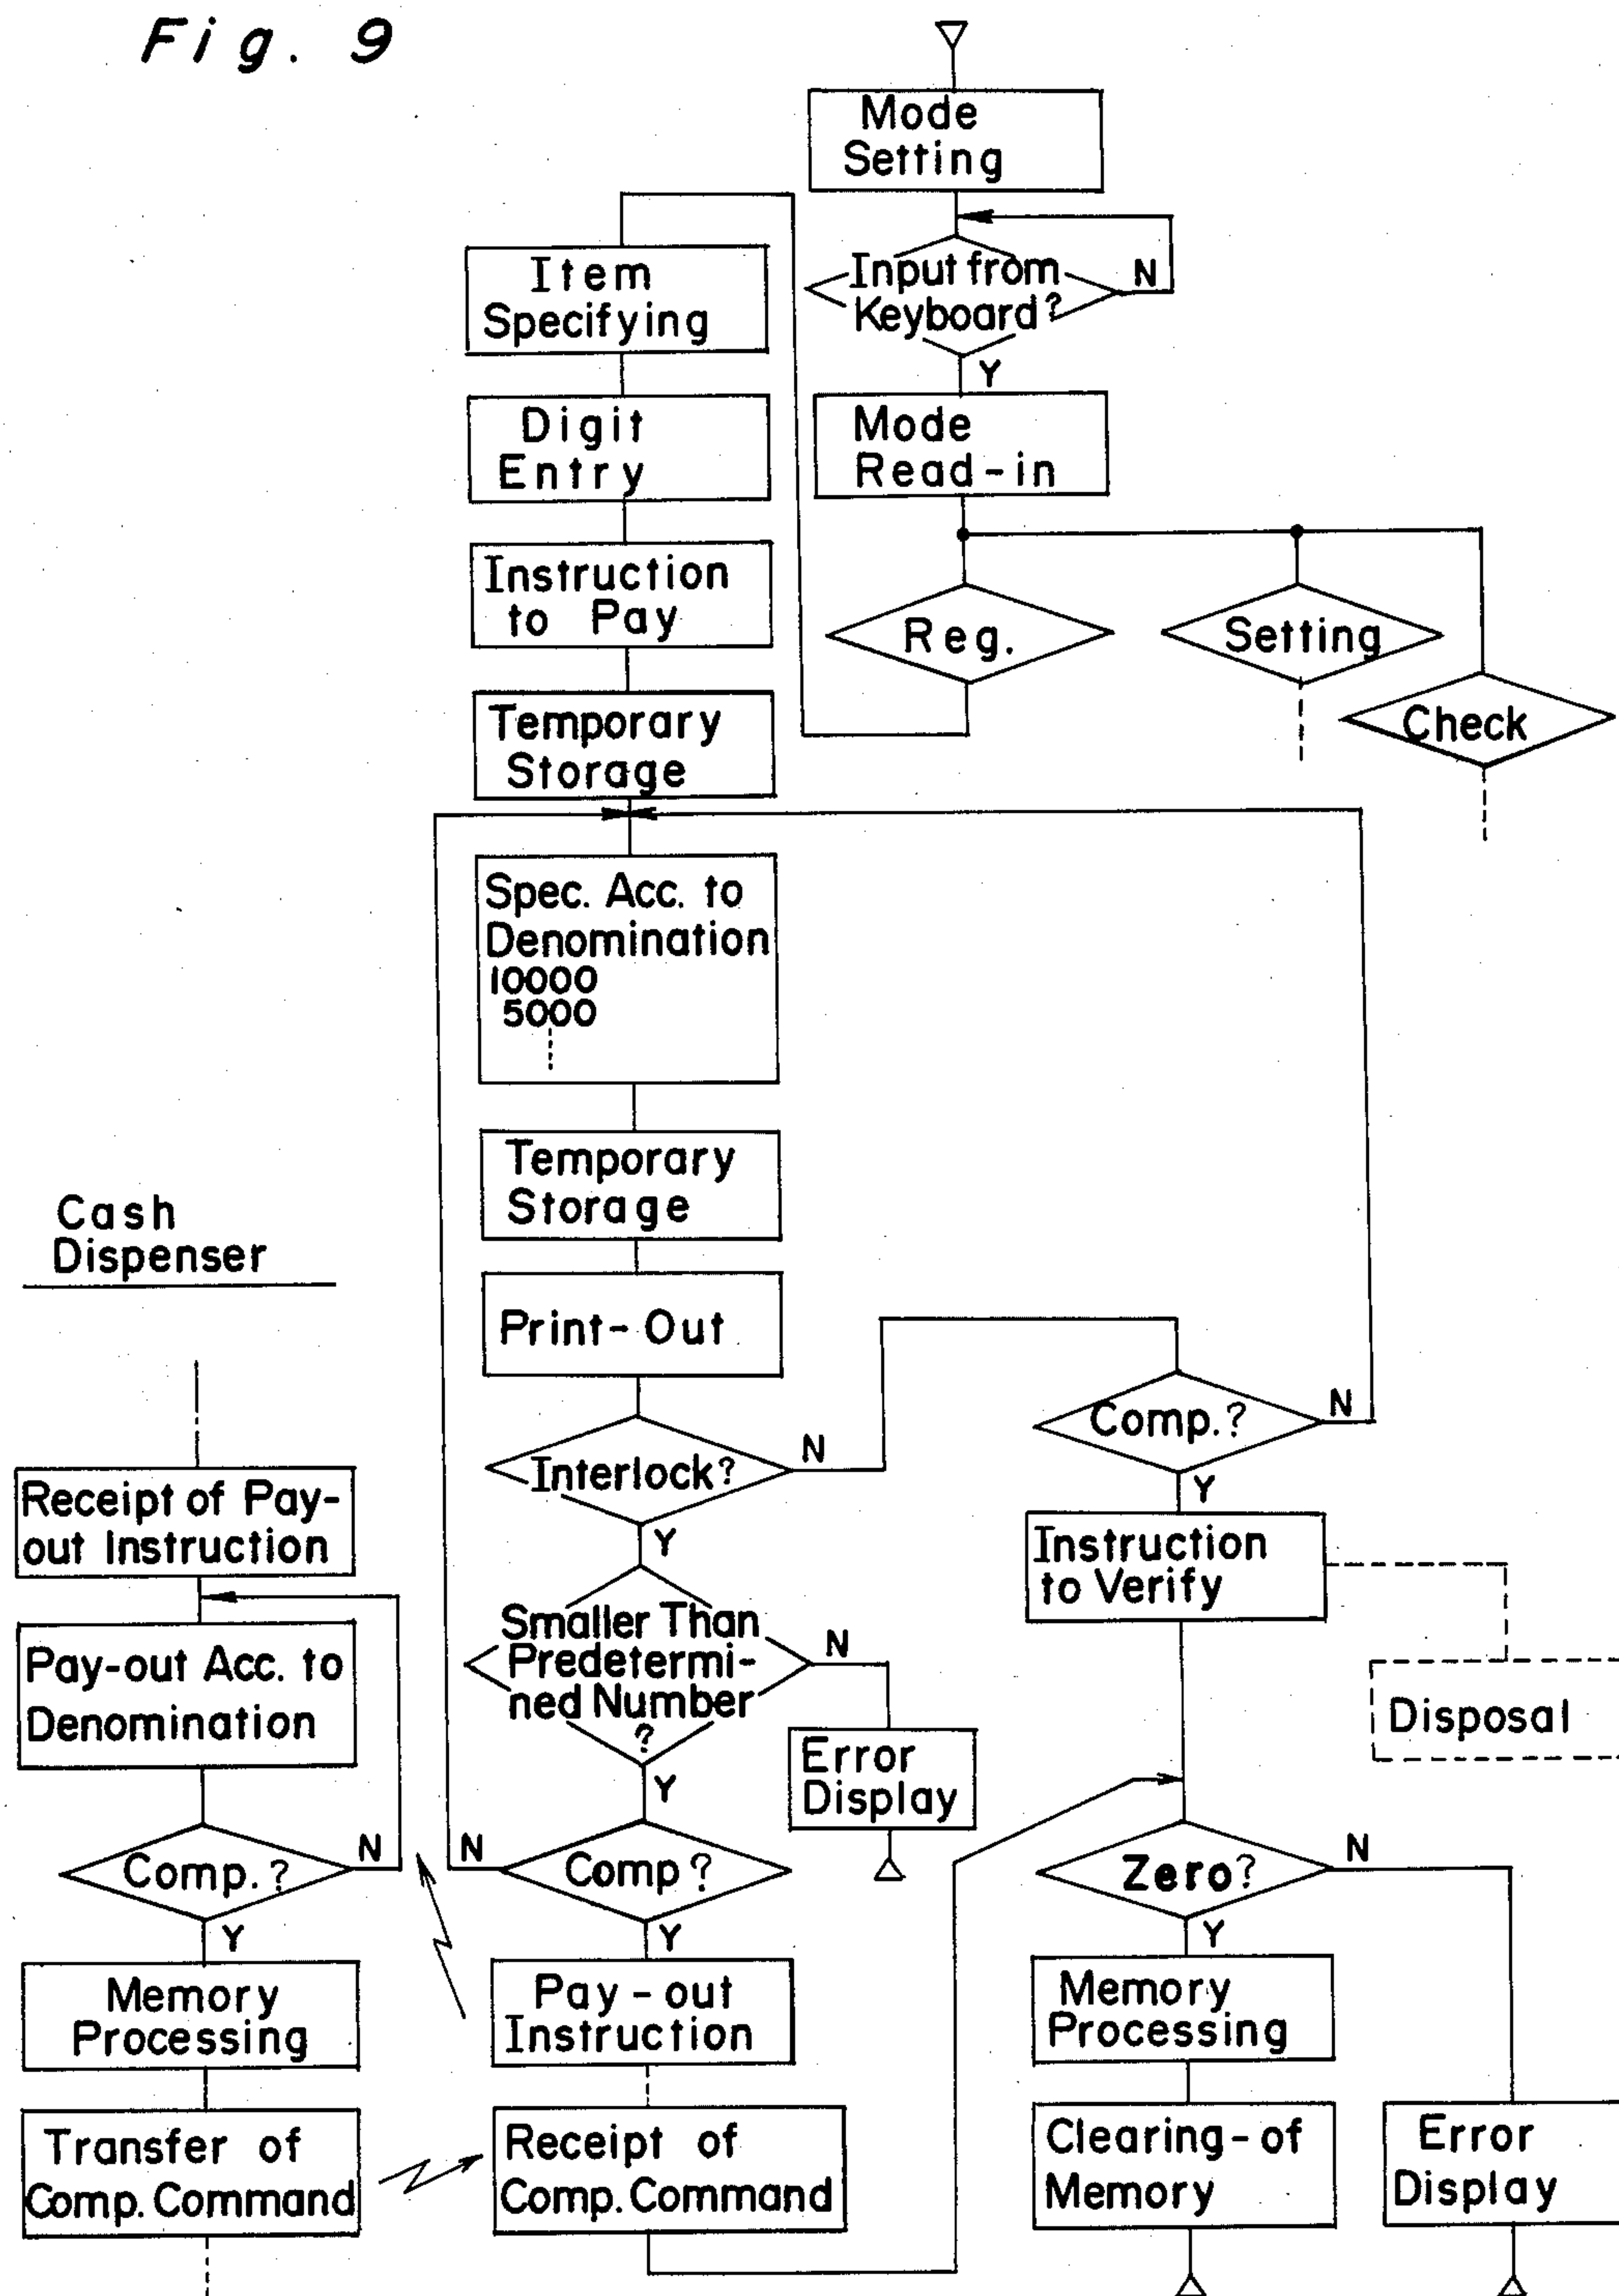 Fig. 9
Mode
Setting
Input from
Keyboard?
N
Y
Mode
Read-in
Reg.
Setting
Check
Item
Specifying
Digit
Entry
Instruction
to Pay
Temporary
Storage
Spec. Acc. to
Denomination
10000
5000
Temporary
Storage
Print-Out
Interlock?
N
Y
Smaller Than
Predetermi-
ned Number
?
N
Y
Error
Display
Comp?
N
Y
Pay-out
Instruction
Receipt of
Comp. Command
Comp.?
N
Y
Instruction
to Verify
Disposal
Zero?
N
Y
Memory
Processing
Clearing-of
Memory
Error
Display
Cash
Dispenser
Receipt of Pay-
out Instruction
Pay-out Acc. to
Denomination
Comp.?
N
Y
Memory
Processing
Transfer of
Comp. Command